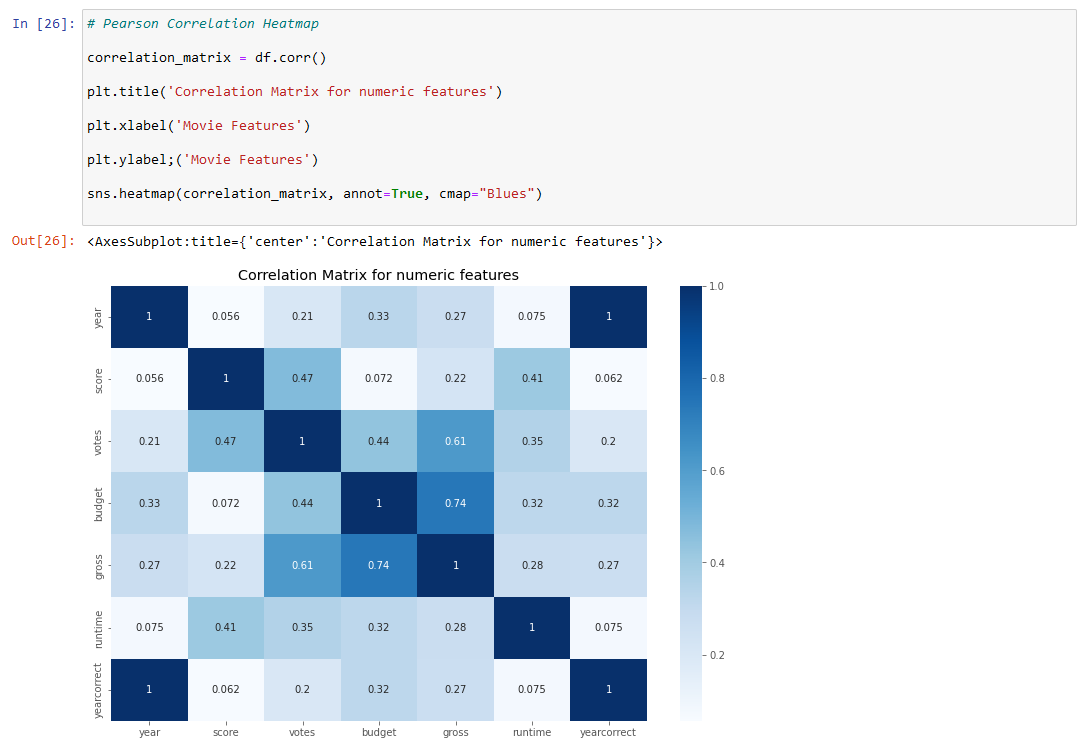 In [26]: # Pearson Correlation Heatmap
correlation_matrix = df.corr()
plt.title('Correlation Matrix for numeric features')
plt.xlabel('Movie Features')
plt.ylabel;('Movie Features')
sns.heatmap(correlation_matrix, annot=True, cmap="Blues")
Out[26]: <AxesSubplot:title={'center':'Correlation Matrix for numeric features'}>
Correlation Matrix for numeric features
year 1 0.056 0.21 0.33 0.27 0.075 1
score 0.056 1 0.47 0.072 0.22 0.41 0.062
votes 0.21 0.47 1 0.44 0.61 0.35 0.2
budget 0.33 0.072 0.44 1 0.74 0.32 0.32
gross 0.27 0.22 0.61 0.74 1 0.28 0.27
runtime 0.075 0.41 0.35 0.32 0.28 1 0.075
yearcorrect 1 0.062 0.2 0.32 0.27 0.075 1
year score votes budget gross runtime yearcorrect
1.0
0.8
0.6
0.4
0.2